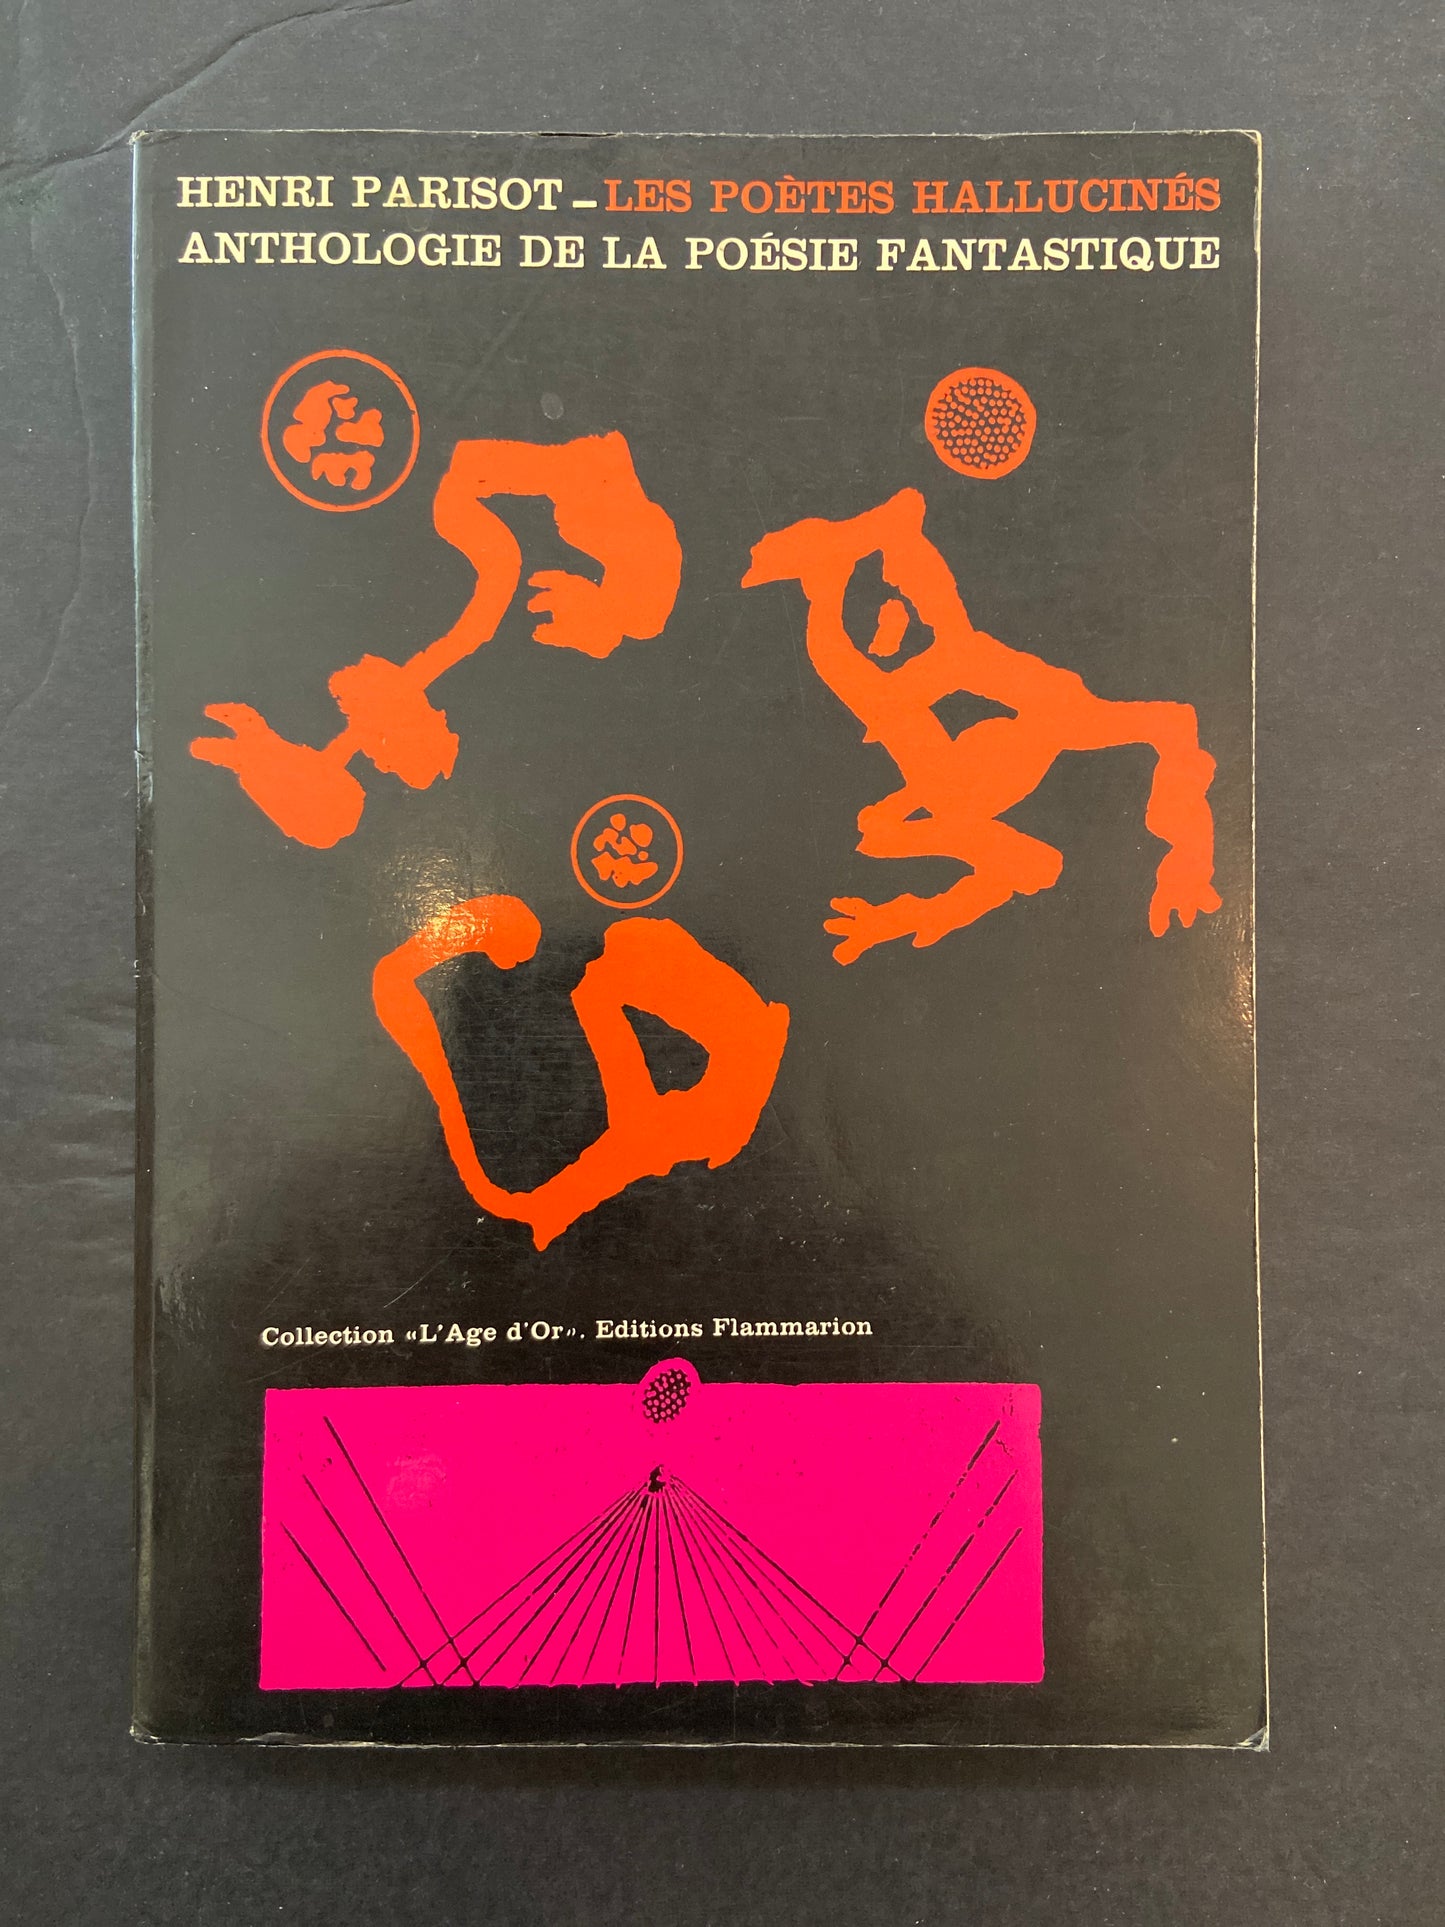 HENRI PARISOT – LES POÈTES HALLUCINÉS
ANTHOLOGIE DE LA POÉSIE FANTASTIQUE
Collection «L'Age d'Or». Editions Flammarion